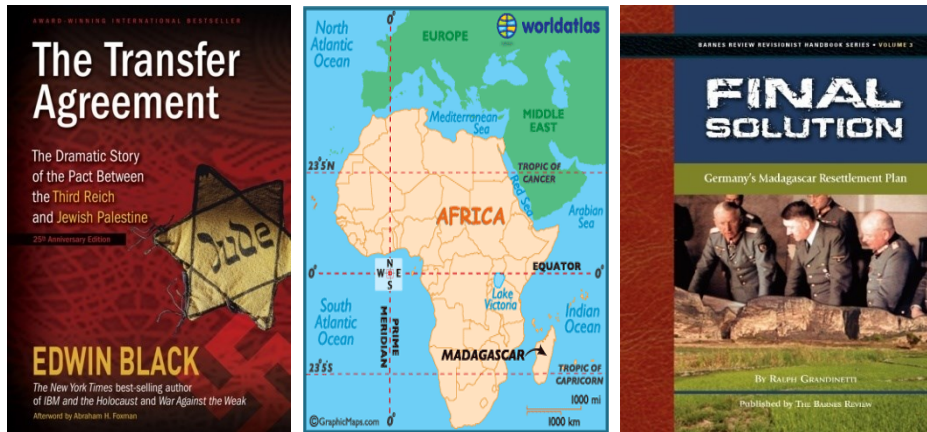 AWARD-WINNING INTERNATIONAL BESTSELLER
The Transfer
Agreement
The Dramatic Story
of the Pact Between
the Third Reich
and Jewish Palestine
25th Anniversary Edition
Jude
EDWIN BLACK
The New York Times best-selling author
of IBM and the Holocaust and War Against the Weak
Afterword by Abraham H. Foxman
0°
worldatlas
North
Atlantic
Ocean
EUROPE
Mediterranean
Sea
MIDDLE
EAST
23°5'N
TROPIC OF
CANCER
Red Sea
AFRICA
Arabian
Sea
N
W 0 E
S
EQUATOR
0°
0°
Lake
Victoria
South
Atlantic
Ocean
Indian
Ocean
PRIME
MERIDIAN
MADAGASCAR
23°5'S
TROPIC OF
CAPRICORN
1000 mi
1000 km
©GraphicMaps.com
0°
BARNES REVIEW REVISIONIST HANDBOOK SERIES • VOLUME 3
FINAL
SOLUTION
Germany's Madagascar Resettlement Plan
BY RALPH GRANDINETTI
Published by THE BARNES REVIEW